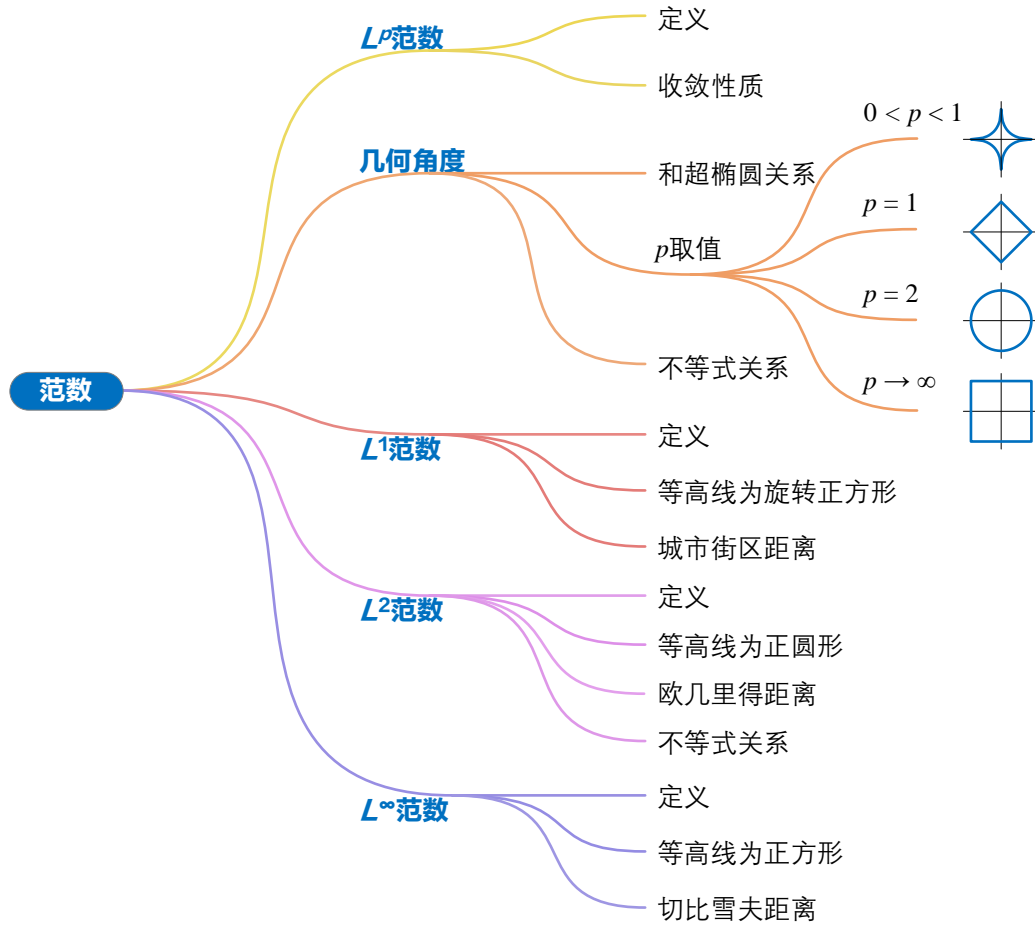 范数
Lᵖ范数
定义
收敛性质
几何角度
和超椭圆关系
p取值
0 < p < 1
p = 1
p = 2
p → ∞
不等式关系
L¹范数
定义
等高线为旋转正方形
城市街区距离
L²范数
定义
等高线为正圆形
欧几里得距离
不等式关系
L∞范数
定义
等高线为正方形
切比雪夫距离